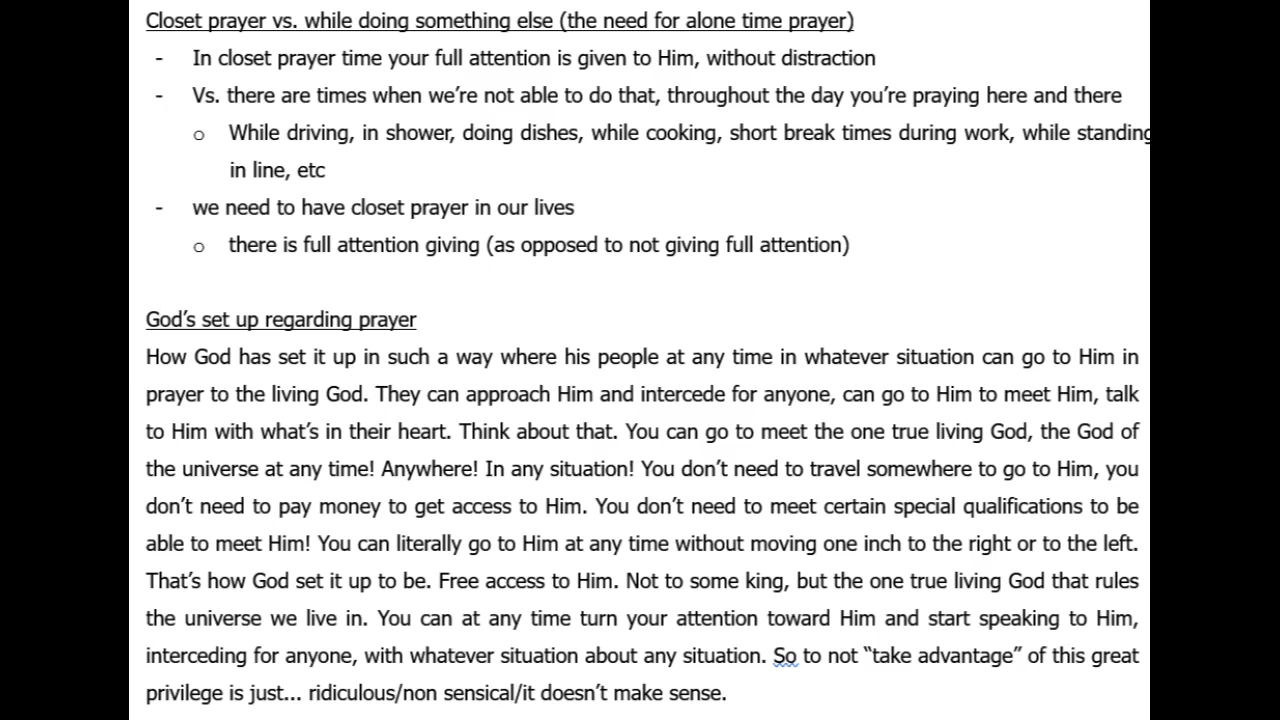 Closet prayer vs. while doing something else (the need for alone time prayer)
- In closet prayer time your full attention is given to Him, without distraction
- Vs. there are times when we're not able to do that, throughout the day you're praying here and there
o While driving, in shower, doing dishes, while cooking, short break times during work, while standing
in line, etc
- we need to have closet prayer in our lives
o there is full attention giving (as opposed to not giving full attention)
God's set up regarding prayer
How God has set it up in such a way where his people at any time in whatever situation can go to Him in
prayer to the living God. They can approach Him and intercede for anyone, can go to Him to meet Him, talk
to Him with what's in their heart. Think about that. You can go to meet the one true living God, the God of
the universe at any time! Anywhere! In any situation! You don't need to travel somewhere to go to Him, you
don't need to pay money to get access to Him. You don't need to meet certain special qualifications to be
able to meet Him! You can literally go to Him at any time without moving one inch to the right or to the left.
That's how God set it up to be. Free access to Him. Not to some king, but the one true living God that rules
the universe we live in. You can at any time turn your attention toward Him and start speaking to Him,
interceding for anyone, with whatever situation about any situation. So to not “take advantage” of this great
privilege is just... ridiculous/non sensical/it doesn't make sense.